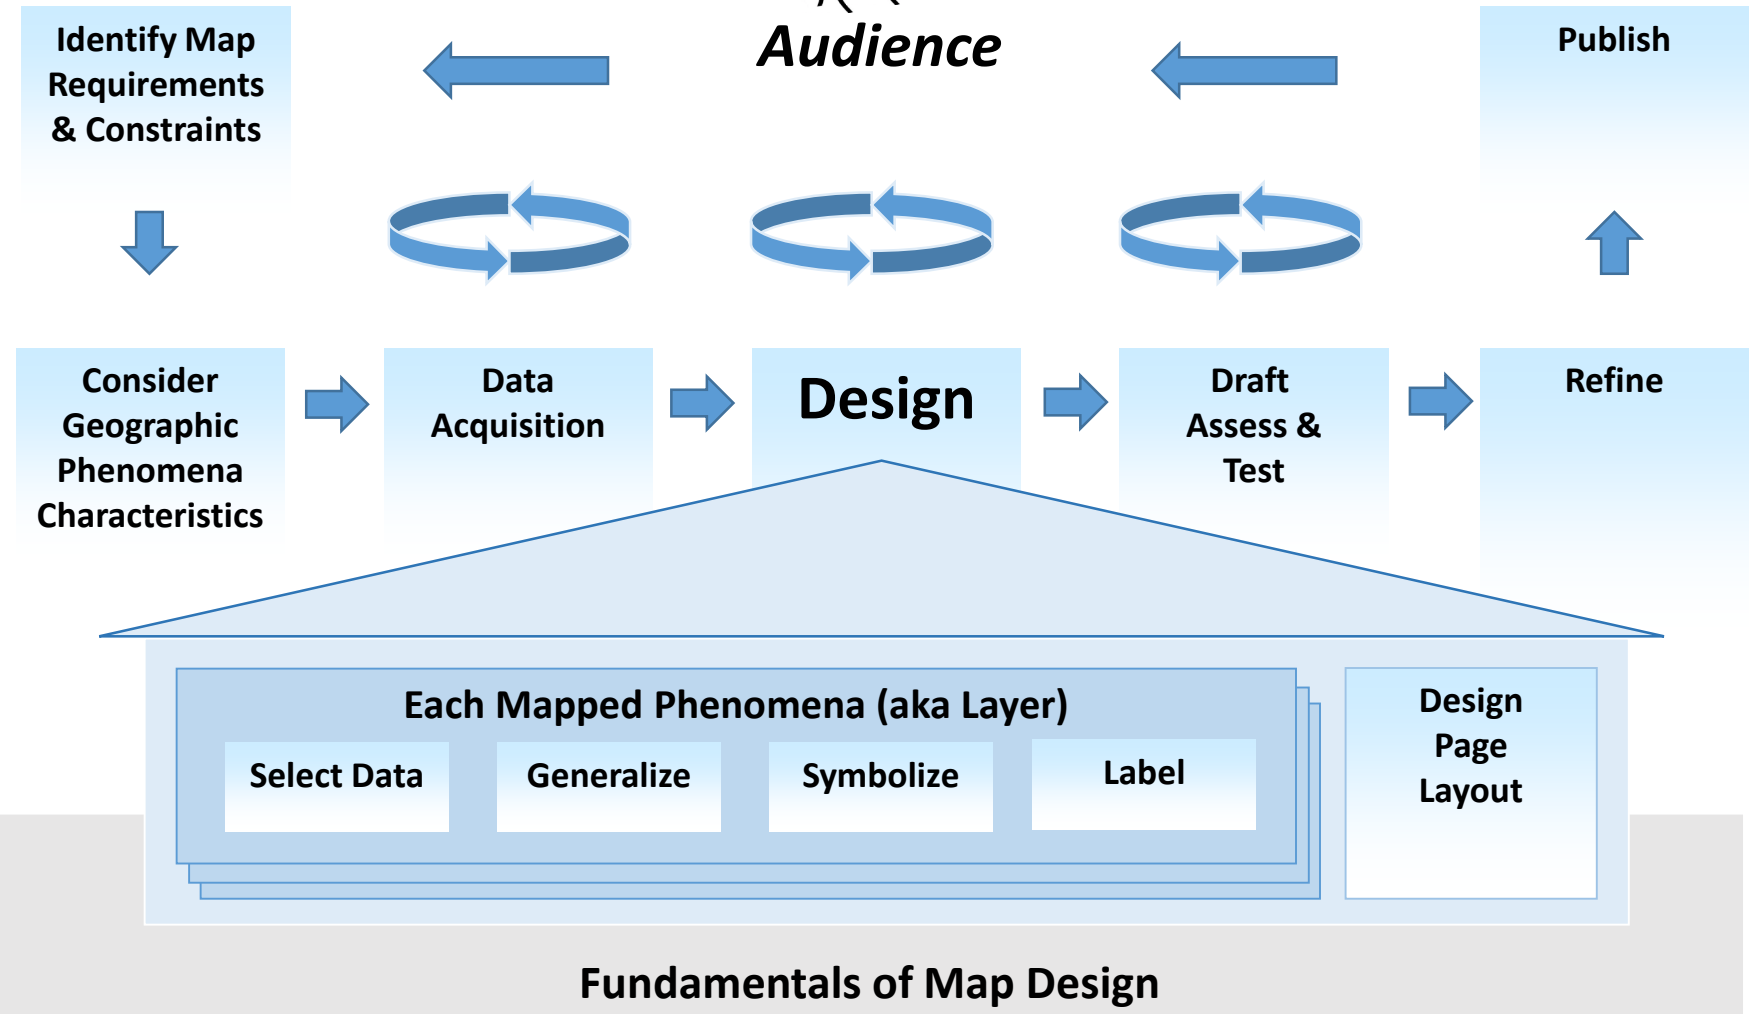 Identify Map
Requirements
& Constraints
Audience
Publish
Consider
Geographic
Phenomena
Characteristics
Data
Acquisition
Design
Draft
Assess &
Test
Refine
Each Mapped Phenomena (aka Layer)
Select Data
Generalize
Symbolize
Label
Design
Page
Layout
Fundamentals of Map Design